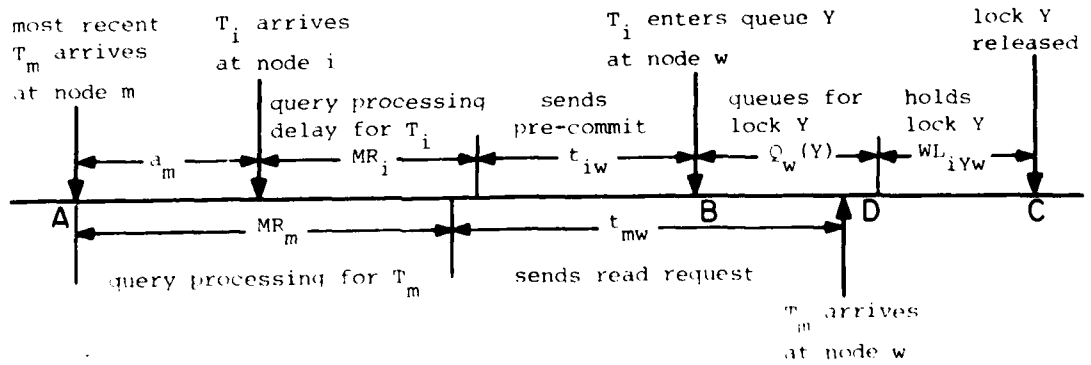 most recent
T_m arrives
at node m
T_i arrives
at node i
T_i enters queue Y
at node w
lock Y
released
query processing
delay for T_i
sends
pre-commit
queues for
lock Y
holds
lock Y
a_m
MR_i
t_iw
Q_w(Y)
WL_iYw
A
B
D
C
MR_m
t_mw
query processing for T_m
sends read request
T_m arrives
at node w